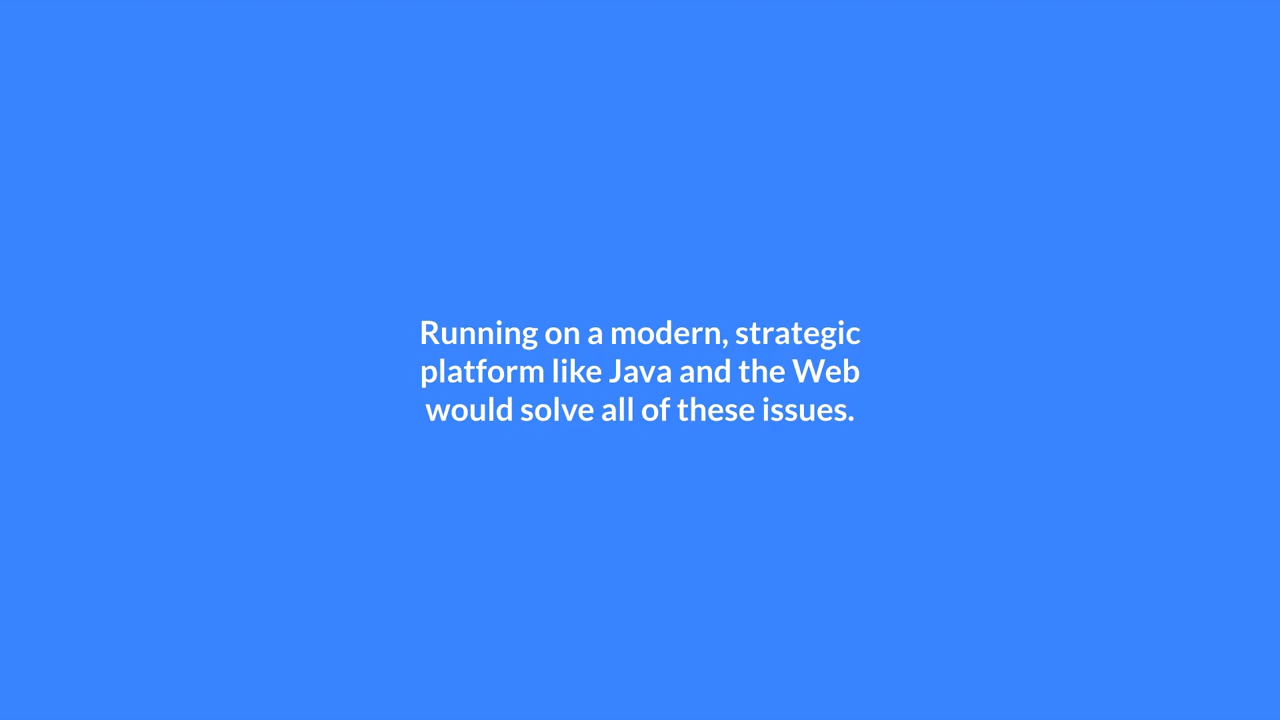 Running on a modern, strategic
platform like Java and the Web
would solve all of these issues.